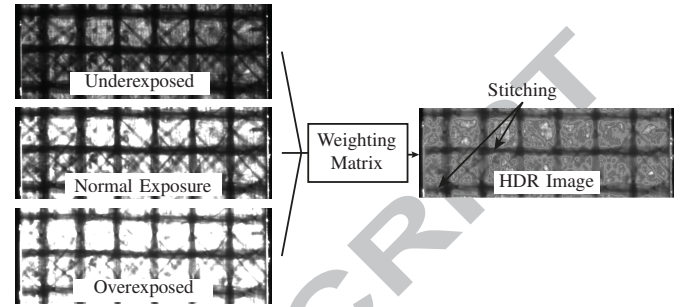 Underexposed
Normal Exposure
Overexposed
Weighting
Matrix
Stitching
HDR Image